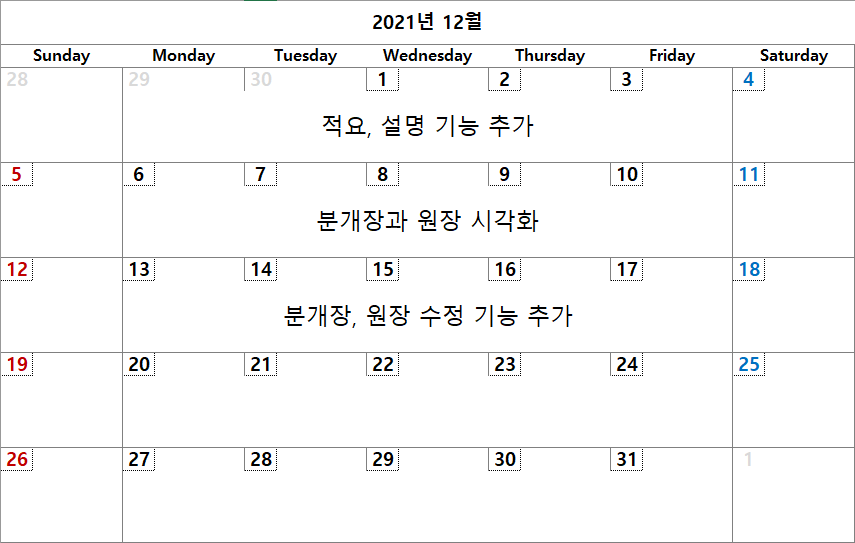 2021년 12월
Sunday Monday Tuesday Wednesday Thursday Friday Saturday
28 29 30 1 2 3 4
적요, 설명 기능 추가
5 6 7 8 9 10 11
분개장과 원장 시각화
12 13 14 15 16 17 18
분개장, 원장 수정 기능 추가
19 20 21 22 23 24 25
26 27 28 29 30 31 1